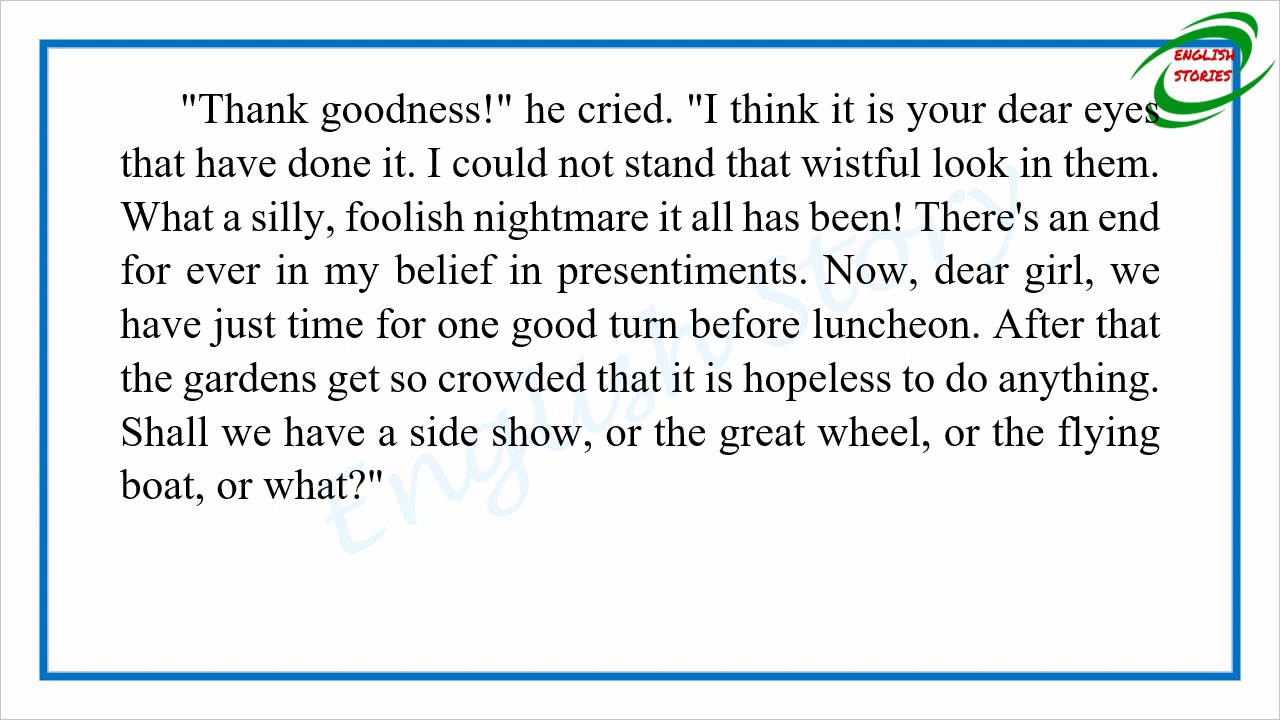 ENGLISH
STORIES
"Thank goodness!" he cried. "I think it is your dear eyes
that have done it. I could not stand that wistful look in them.
What a silly, foolish nightmare it all has been! There's an end
for ever in my belief in presentiments. Now, dear girl, we
have just time for one good turn before luncheon. After that
the gardens get so crowded that it is hopeless to do anything.
Shall we have a side show, or the great wheel, or the flying
boat, or what?"
English Story